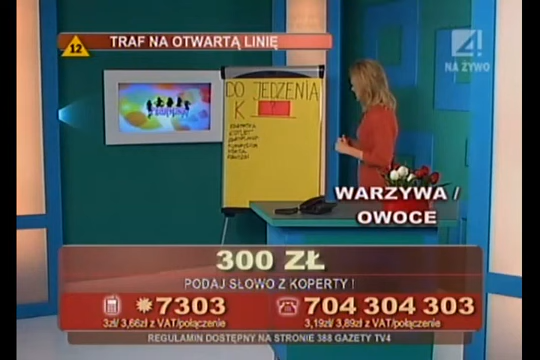 12
TRAF NA OTWARTĄ LINIĘ
4!
NA ŻYWO
DO JEDZENIA
K ?
WARZYWA /
OWOCE
300 ZŁ
PODAJ SŁOWO Z KOPERTY !
*7303
704 304 303
3zł/ 3,66zł z VAT/połączenie
3,19zł/ 3,89zł z VAT/połączenie
REGULAMIN DOSTĘPNY NA STRONIE 388 GAZETY TV4